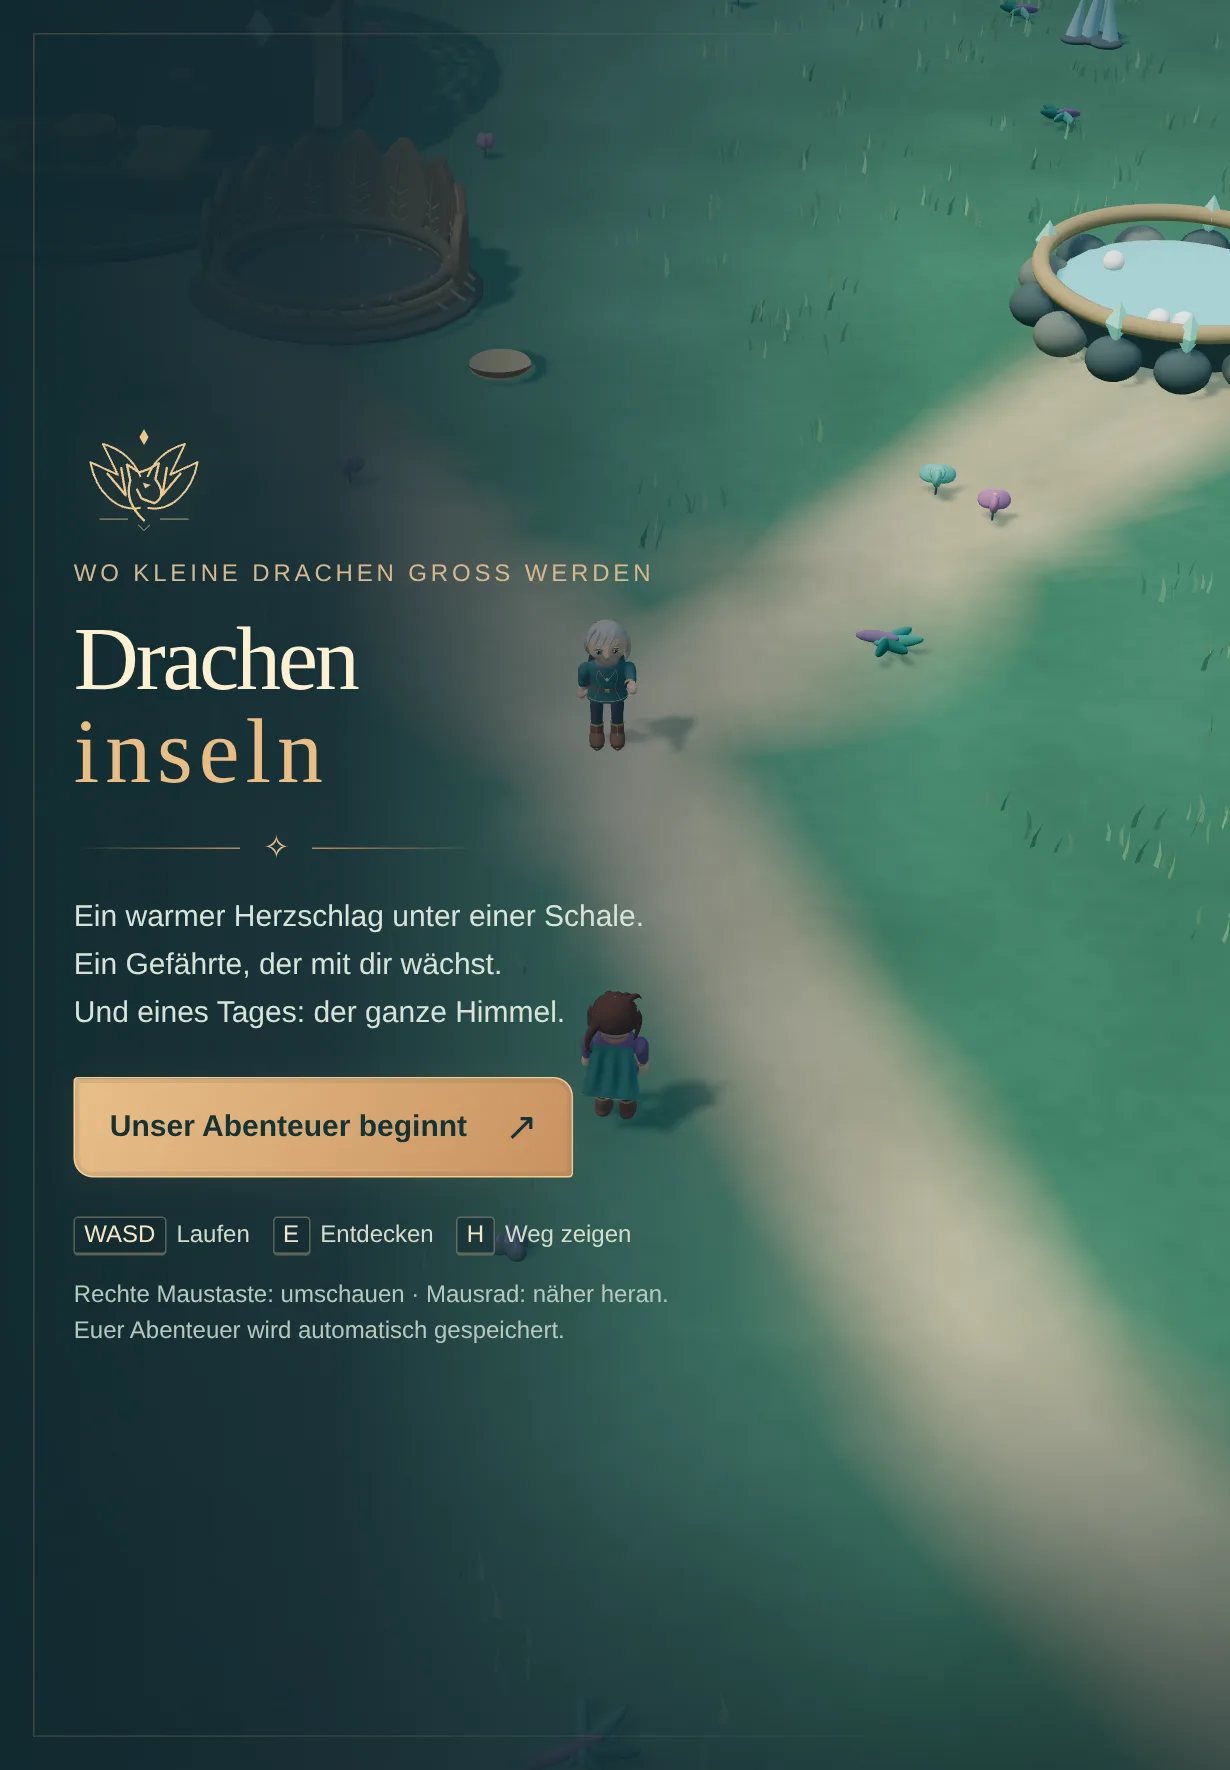 WO KLEINE DRACHEN GROSS WERDEN
Drachen
inseln
Ein warmer Herzschlag unter einer Schale.
Ein Gefährte, der mit dir wächst.
Und eines Tages: der ganze Himmel.
Unser Abenteuer beginnt ↗
WASD Laufen E Entdecken H Weg zeigen
Rechte Maustaste: umschauen · Mausrad: näher heran.
Euer Abenteuer wird automatisch gespeichert.